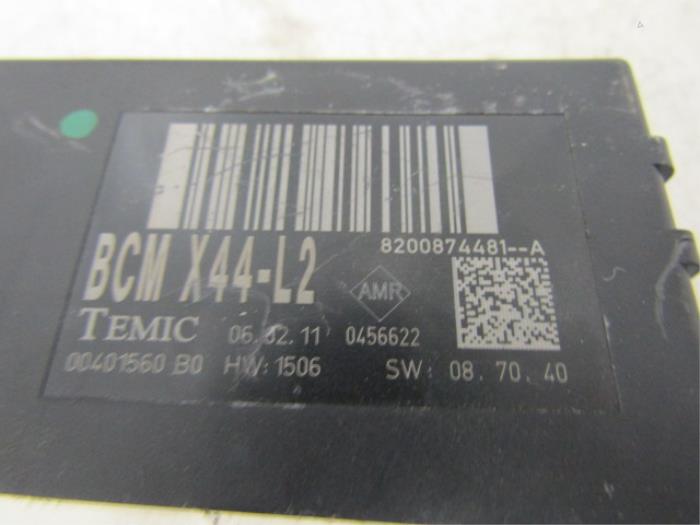 8200874481--A
BCM X44-L2
AMR
TEMIC 06.02.11 0456622
00401560 B0 HW: 1506 SW: 08. 70. 40